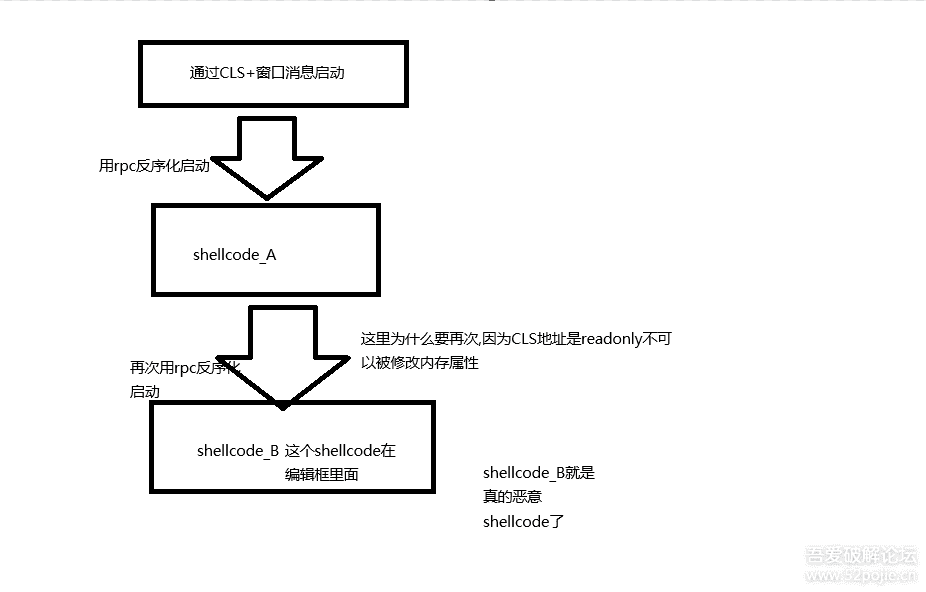 通过CLS+窗口消息启动
用rpc反序化启动
shellcode_A
这里为什么要再次,因为CLS地址是readonly不可
以被修改内存属性
再次用rpc反序化
启动
shellcode_B 这个shellcode在
编辑框里面
shellcode_B就是
真的恶意
shellcode了
吾爱破解论坛
www.52pojie.cn